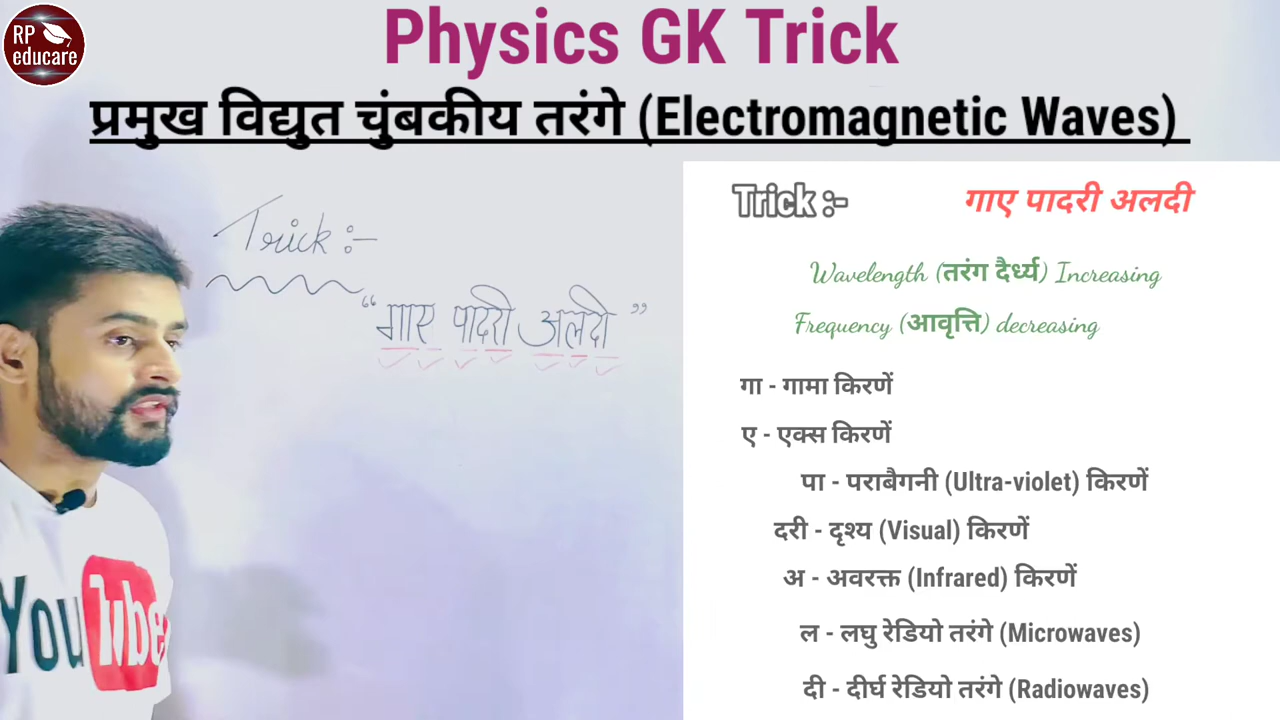 RP
educare
Physics GK Trick
प्रमुख विद्युत चुंबकीय तरंगे (Electromagnetic Waves)
Trick :-
"गाए पादरी अलदी"
You Tube
Trick :- गाए पादरी अलदी
Wavelength (तरंग दैर्ध्य) Increasing
Frequency (आवृत्ति) decreasing
गा - गामा किरणें
ए - एक्स किरणें
पा - पराबैगनी (Ultra-violet) किरणें
दरी - दृश्य (Visual) किरणें
अ - अवरक्त (Infrared) किरणें
ल - लघु रेडियो तरंगे (Microwaves)
दी - दीर्घ रेडियो तरंगे (Radiowaves)